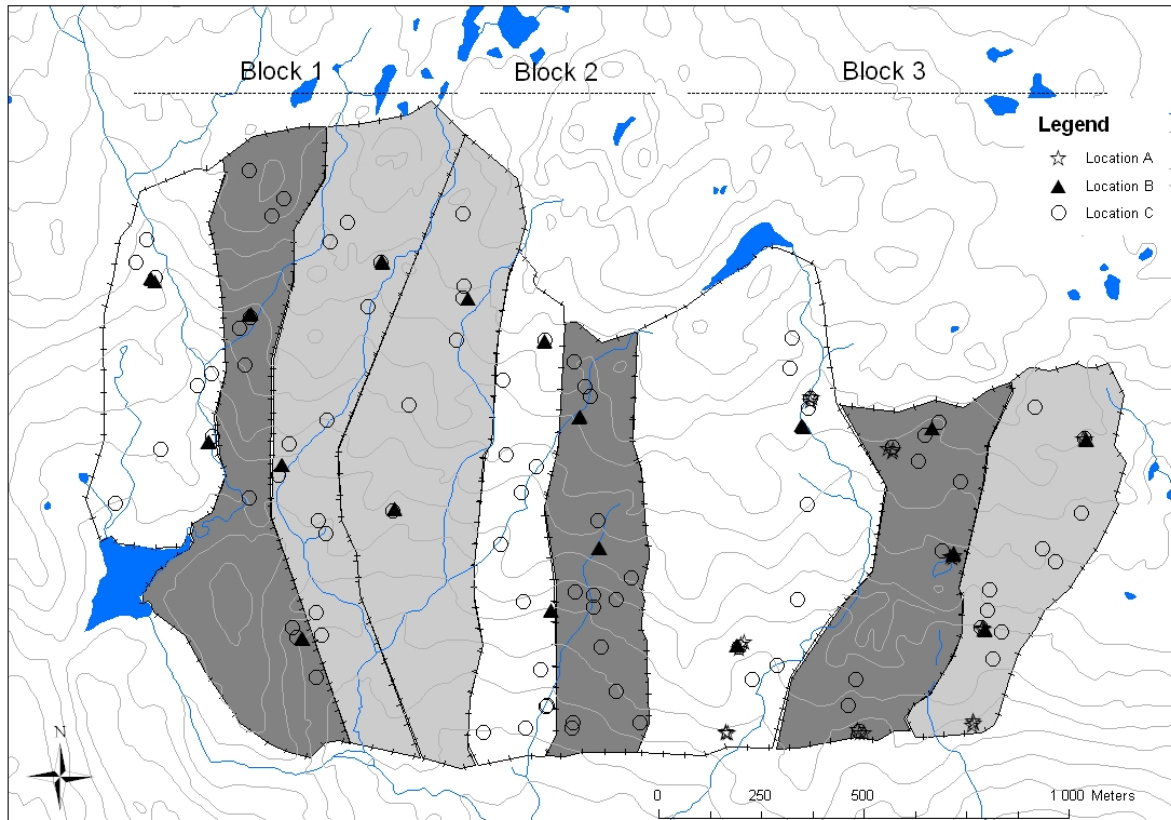 Block 1
Block 2
Block 3
Legend
Location A
Location B
Location C
N
0 250 500 1 000 Meters